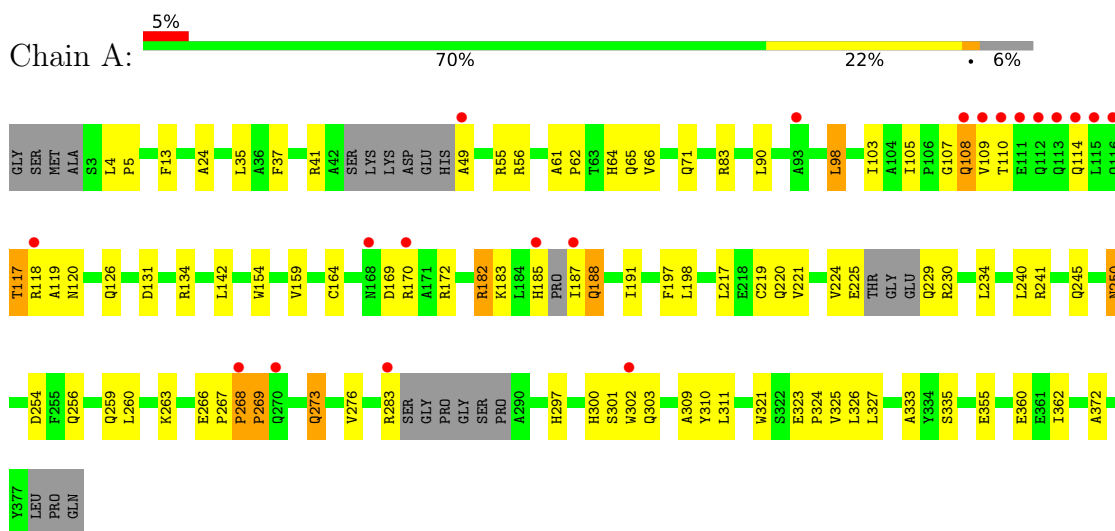 5%
Chain A:
70% 22% • 6%
GLY SER MET ALA S3 L4 P5 F13 A24 L35 A36 F37 R41 A42 SER LYS LYS ASP GLU HIS A49 R55 R56 A61 P62 T63 H64 Q65 V66 Q71 R83 L90 A93 L98 I103 A104 I105 P106 G107 Q108 V109 T110 E111 Q112 Q113 Q114 L115 Q116
T117 R118 A119 N120 Q126 D131 R134 L142 W154 V159 C164 N168 D169 R170 A171 R172 R182 K183 L184 H185 PRO I187 Q188 I191 F197 L198 L217 E218 C219 Q220 V221 V224 E225 THR GLY GLU Q229 R230 L234 L240 R241 Q245 N250
D254 F255 Q256 Q259 L260 K263 E266 P267 P268 P269 Q270 Q273 V276 R283 SER GLY PRO GLY SER PRO A290 H297 H300 S301 W302 Q303 A309 Y310 L311 W321 S322 E323 P324 V325 L326 L327 A333 Y334 S335 E355 E360 E361 I362 A372
Y377 LEU PRO GLN